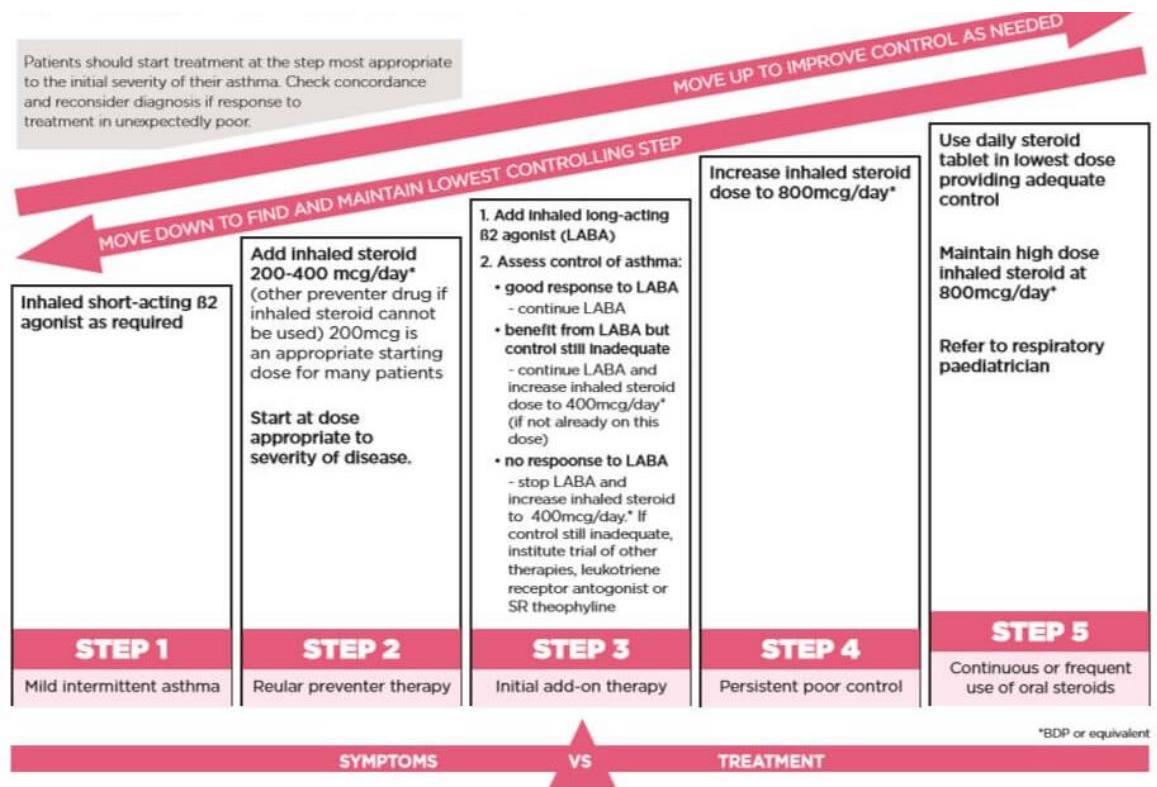 Patients should start treatment at the step most appropriate
to the initial severity of their asthma. Check concordance
and reconsider diagnosis if response to
treatment in unexpectedly poor.
MOVE UP TO IMPROVE CONTROL AS NEEDED
MOVE DOWN TO FIND AND MAINTAIN LOWEST CONTROLLING STEP
Inhaled short-acting ß2
agonist as required
STEP 1
Mild intermittent asthma
Add inhaled steroid
200-400 mcg/day*
(other preventer drug if
inhaled steroid cannot
be used) 200mcg is
an appropriate starting
dose for many patients
Start at dose
appropriate to
severity of disease.
STEP 2
Reular preventer therapy
1. Add inhaled long-acting
ß2 agonist (LABA)
2. Assess control of asthma:
• good response to LABA
- continue LABA
• benefit from LABA but
control still inadequate
- continue LABA and
increase inhaled steroid
dose to 400mcg/day*
(if not already on this
dose)
• no respoonse to LABA
- stop LABA and
increase inhaled steroid
to 400mcg/day.* If
control still inadequate,
institute trial of other
therapies, leukotriene
receptor antogonist or
SR theophyline
STEP 3
Initial add-on therapy
Increase inhaled steroid
dose to 800mcg/day*
STEP 4
Persistent poor control
Use daily steroid
tablet in lowest dose
providing adequate
control
Maintain high dose
inhaled steroid at
800mcg/day*
Refer to respiratory
paediatrician
STEP 5
Continuous or frequent
use of oral steroids
*BDP or equivalent
SYMPTOMS VS TREATMENT